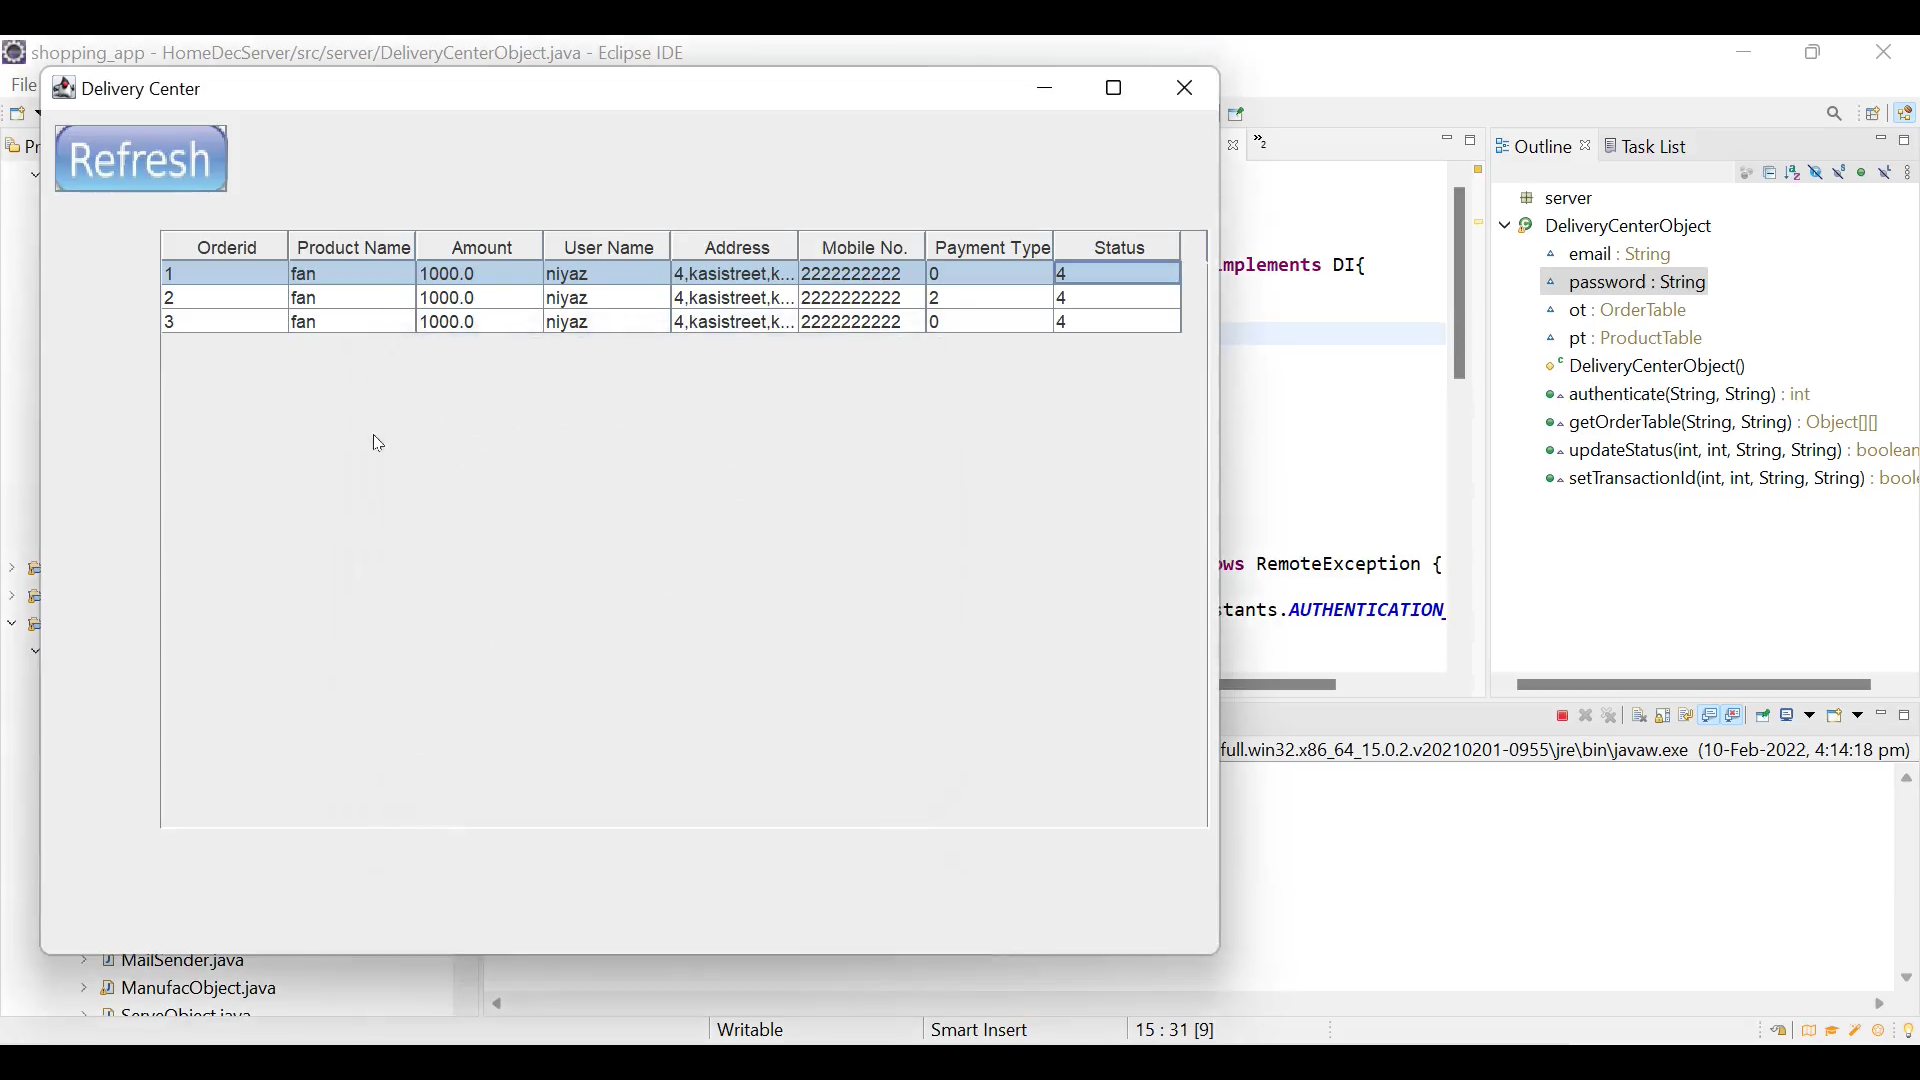 shopping_app - HomeDecServer/src/server/DeliveryCenterObject.java - Eclipse IDE
File
Delivery Center
Refresh
Orderid Product Name Amount User Name Address Mobile No. Payment Type Status
1 fan 1000.0 niyaz 4,kasistreet,k... 2222222222 0 4
2 fan 1000.0 niyaz 4,kasistreet,k... 2222222222 2 4
3 fan 1000.0 niyaz 4,kasistreet,k... 2222222222 0 4
Pr
»2
mplements DI{
ows RemoteException {
stants.AUTHENTICATION_
Outline Task List
server
DeliveryCenterObject
email : String
password : String
ot : OrderTable
pt : ProductTable
DeliveryCenterObject()
authenticate(String, String) : int
getOrderTable(String, String) : Object[][]
updateStatus(int, int, String, String) : boolean
setTransactionId(int, int, String, String) : boole
full.win32.x86_64_15.0.2.v20210201-0955\jre\bin\javaw.exe (10-Feb-2022, 4:14:18 pm)
MailSender.java
ManufacObject.java
ServeObject.java
Writable Smart Insert 15 : 31 [9]